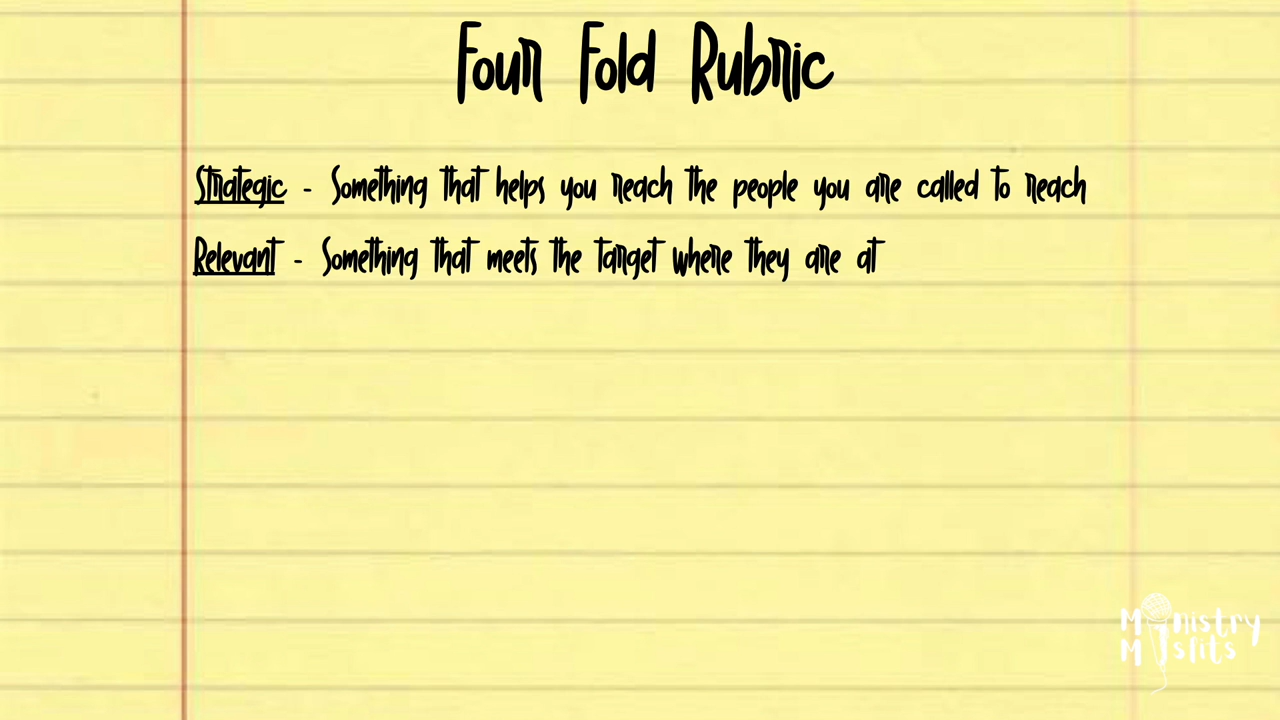 Four Fold Rubric
Strategic - Something that helps you reach the people you are called to reach
Relevant - Something that meets the target where they are at
Ministry
Misfits